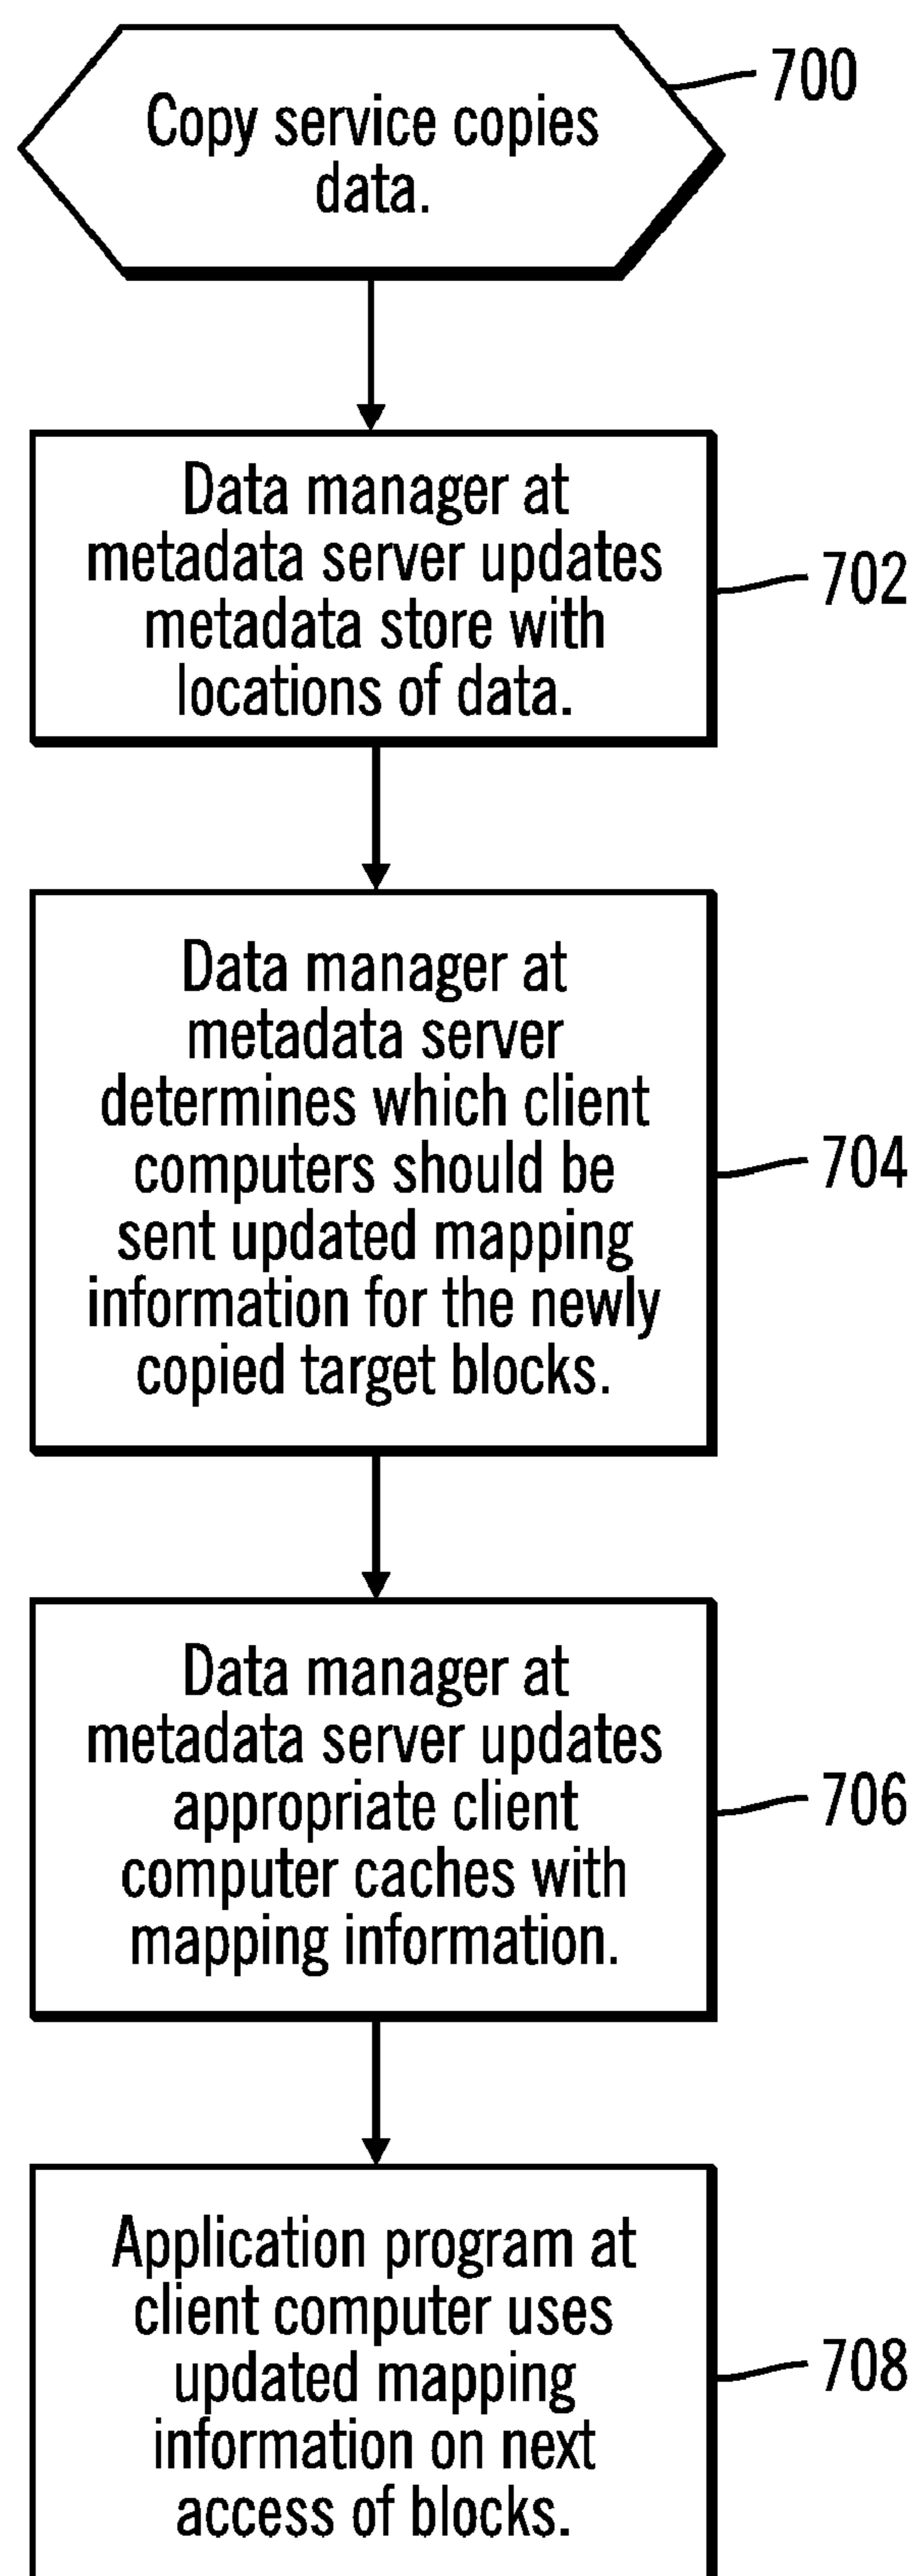 700
Copy service copies
data.
Data manager at
metadata server updates
metadata store with
locations of data.
702
Data manager at
metadata server
determines which client
computers should be
sent updated mapping
information for the newly
copied target blocks.
704
Data manager at
metadata server updates
appropriate client
computer caches with
mapping information.
706
Application program at
client computer uses
updated mapping
information on next
access of blocks.
708